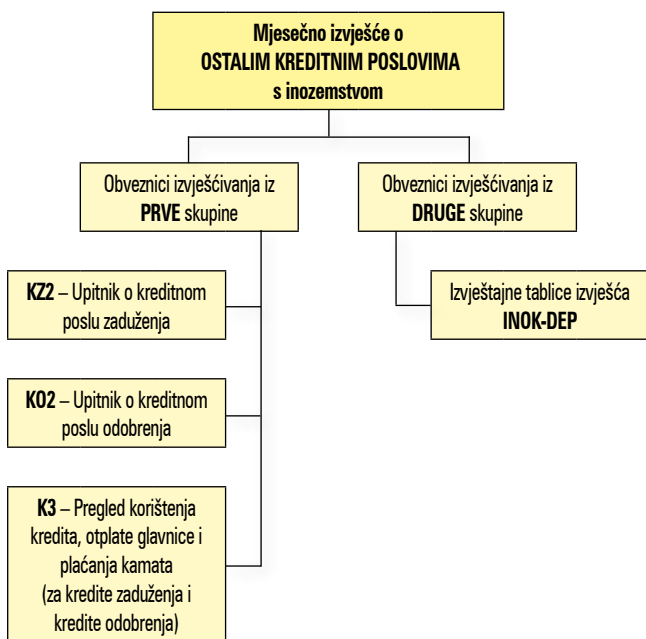 Mjesečno izvješće o
OSTALIM KREDITNIM POSLOVIMA
s inozemstvom
Obveznici izvješćivanja iz
PRVE skupine
Obveznici izvješćivanja iz
DRUGE skupine
KZ2 – Upitnik o kreditnom
poslu zaduženja
Izvještajne tablice izvješća
INOK-DEP
KO2 – Upitnik o kreditnom
poslu odobrenja
K3 – Pregled korištenja
kredita, otplate glavnice i
plaćanja kamata
(za kredite zaduženja i
kredite odobrenja)